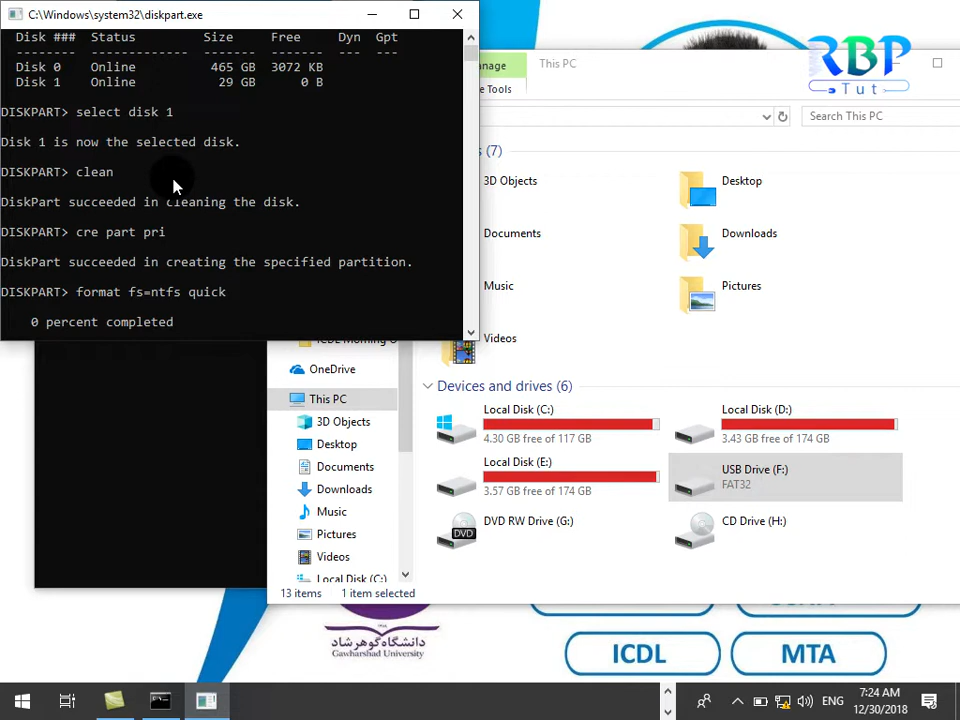 C:\Windows\system32\diskpart.exe
Disk ### Status Size Free Dyn Gpt
-------- ------------- ------- ------- --- ---
Disk 0 Online 465 GB 3072 KB
Disk 1 Online 29 GB 0 B
DISKPART> select disk 1
Disk 1 is now the selected disk.
DISKPART> clean
DiskPart succeeded in cleaning the disk.
DISKPART> cre part pri
DiskPart succeeded in creating the specified partition.
DISKPART> format fs=ntfs quick
0 percent completed
This PC
RBP
Tut
Search This PC
(7)
3D Objects
Desktop
Documents
Downloads
Music
Pictures
Videos
Devices and drives (6)
Local Disk (C:)
4.30 GB free of 117 GB
Local Disk (D:)
3.43 GB free of 174 GB
Local Disk (E:)
3.57 GB free of 174 GB
USB Drive (F:)
FAT32
DVD RW Drive (G:)
DVD
CD Drive (H:)
OneDrive
This PC
3D Objects
Desktop
Documents
Downloads
Music
Pictures
Videos
Local Disk (C:)
13 items 1 item selected
دانشگاه گوهرشاد
Gawharshad University
ICDL
MTA
ENG
7:24 AM
12/30/2018